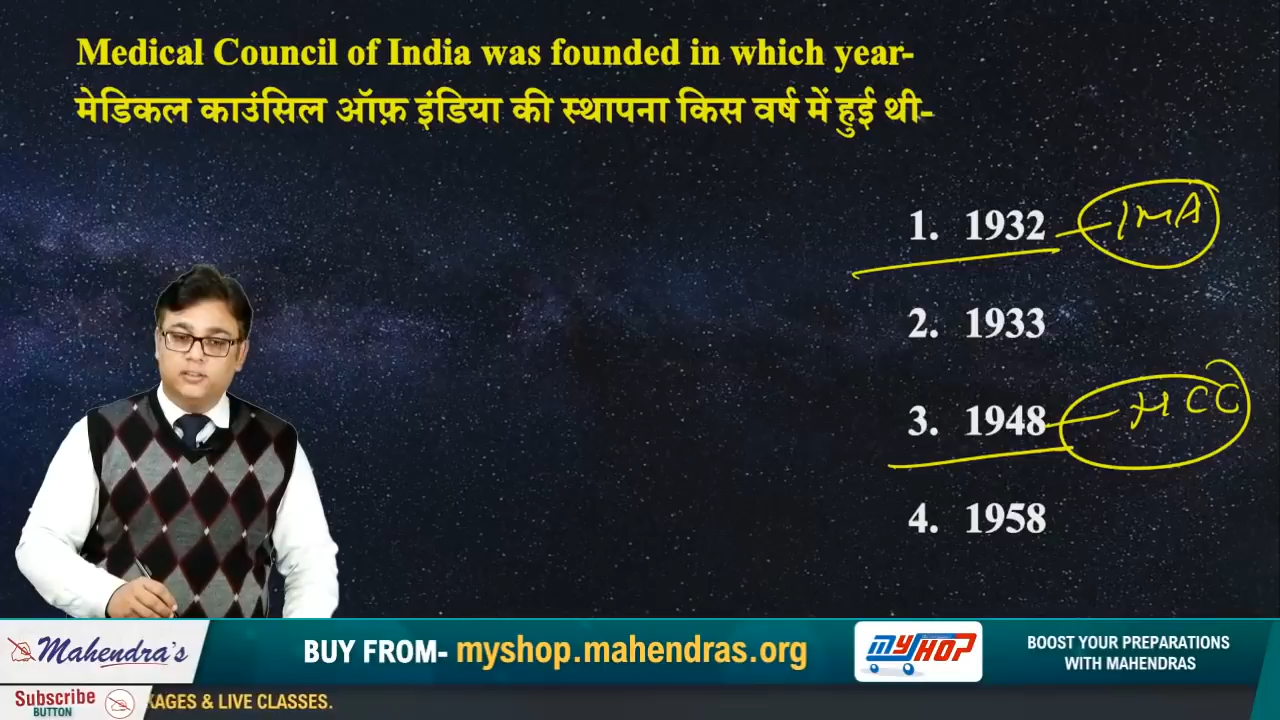 Medical Council of India was founded in which year-
मेडिकल काउंसिल ऑफ़ इंडिया की स्थापना किस वर्ष में हुई थी-
1. 1932 IMA
2. 1933
3. 1948
4. 1958
Mahendra's
BUY FROM- myshop.mahendras.org
MY SHOP
BOOST YOUR PREPARATIONS
WITH MAHENDRAS
Subscribe
BUTTON
KAGES & LIVE CLASSES.